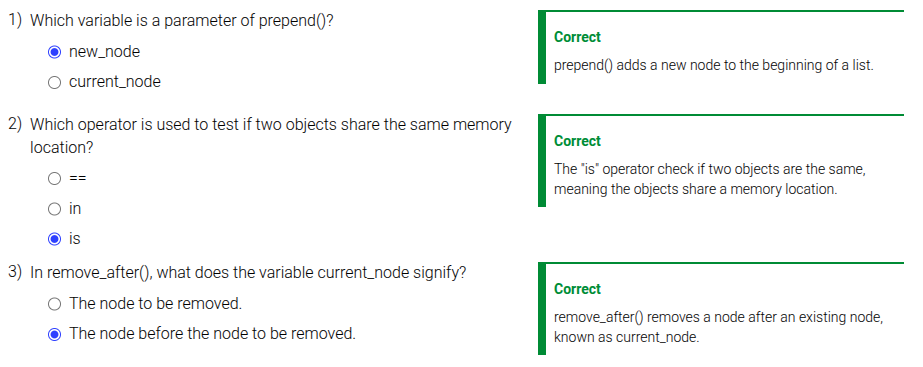 1) Which variable is a parameter of prepend()?
new_node
current_node
Correct
prepend() adds a new node to the beginning of a list.
2) Which operator is used to test if two objects share the same memory
location?
==
in
is
Correct
The "is" operator check if two objects are the same,
meaning the objects share a memory location.
3) In remove_after(), what does the variable current_node signify?
The node to be removed.
The node before the node to be removed.
Correct
remove_after() removes a node after an existing node,
known as current_node.